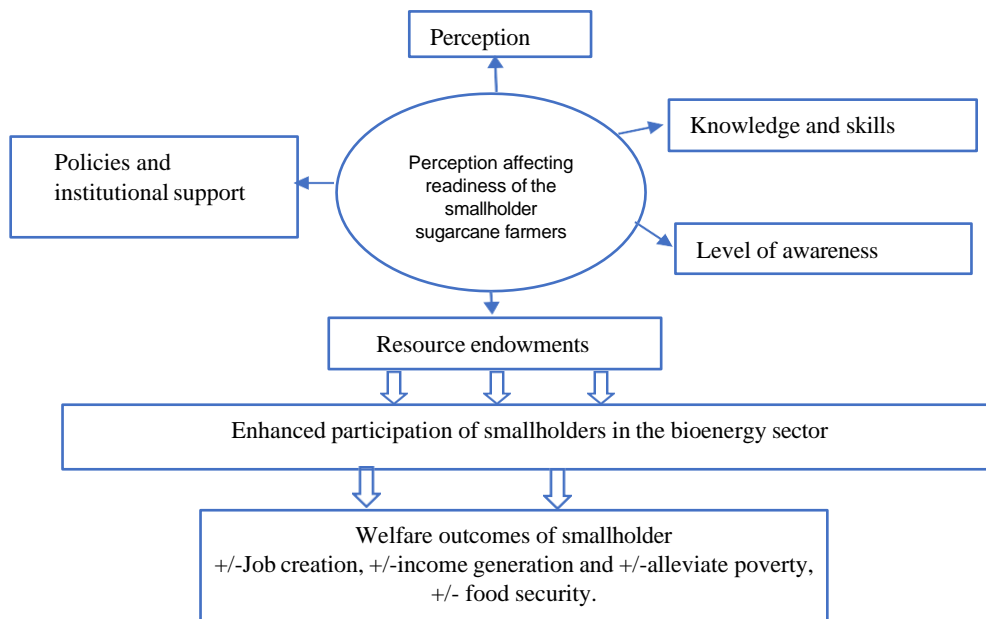 Perception
Knowledge and skills
Policies and
institutional support
Perception affecting
readiness of the
smallholder
sugarcane farmers
Level of awareness
Resource endowments
Enhanced participation of smallholders in the bioenergy sector
Welfare outcomes of smallholder
+/-Job creation, +/-income generation and +/-alleviate poverty,
+/- food security.